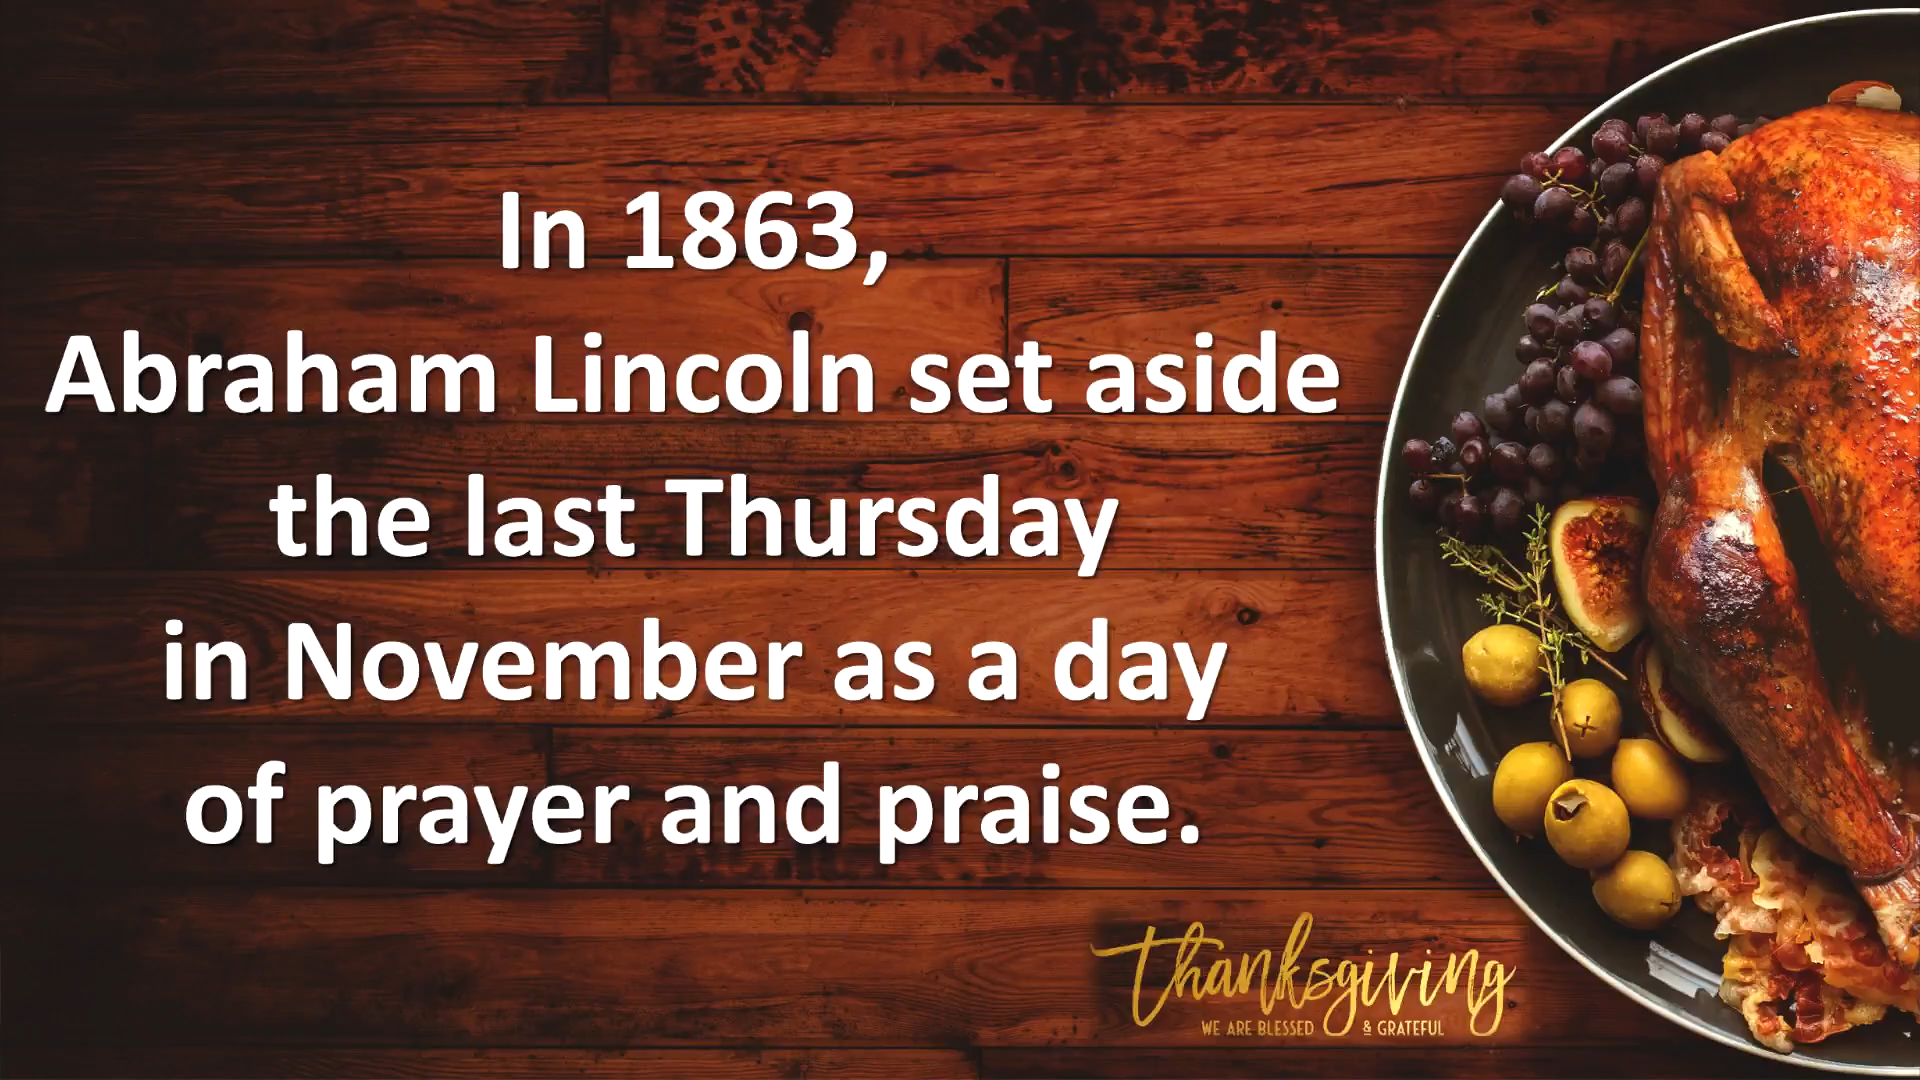 In 1863,
Abraham Lincoln set aside
the last Thursday
in November as a day
of prayer and praise.
thanksgiving
WE ARE BLESSED & GRATEFUL